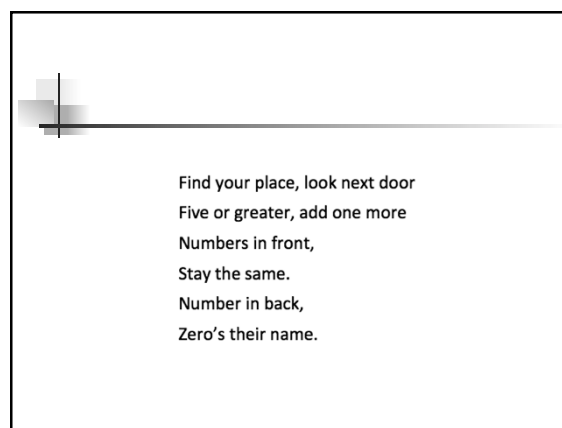 Find your place, look next door
Five or greater, add one more
Numbers in front,
Stay the same.
Number in back,
Zero’s their name.